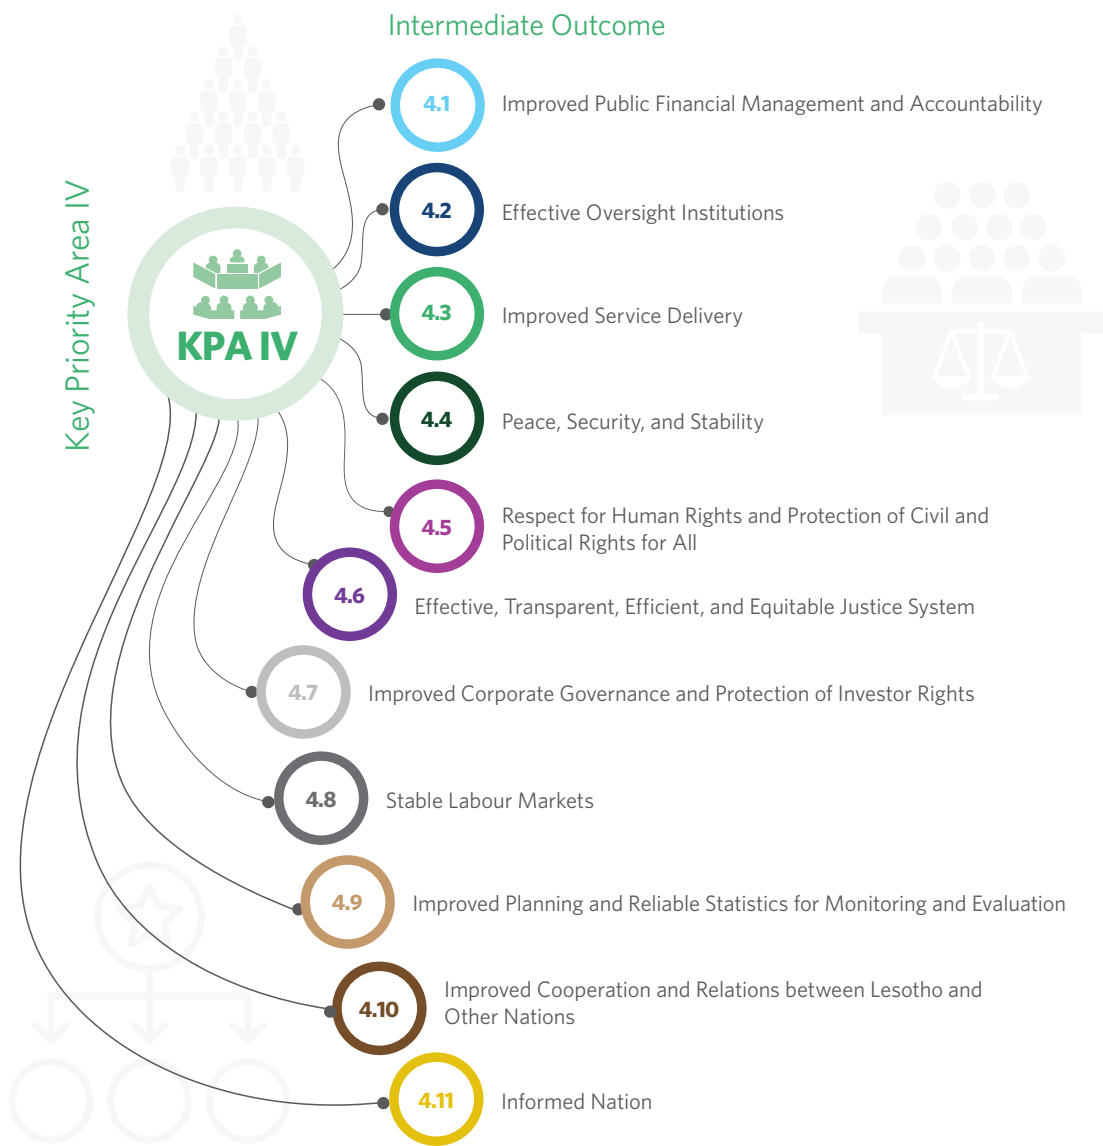 Intermediate Outcome
Key Priority Area IV
KPA IV
4.1
Improved Public Financial Management and Accountability
4.2
Effective Oversight Institutions
4.3
Improved Service Delivery
4.4
Peace, Security, and Stability
4.5
Respect for Human Rights and Protection of Civil and
Political Rights for All
4.6
Effective, Transparent, Efficient, and Equitable Justice System
4.7
Improved Corporate Governance and Protection of Investor Rights
4.8
Stable Labour Markets
4.9
Improved Planning and Reliable Statistics for Monitoring and Evaluation
4.10
Improved Cooperation and Relations between Lesotho and
Other Nations
4.11
Informed Nation